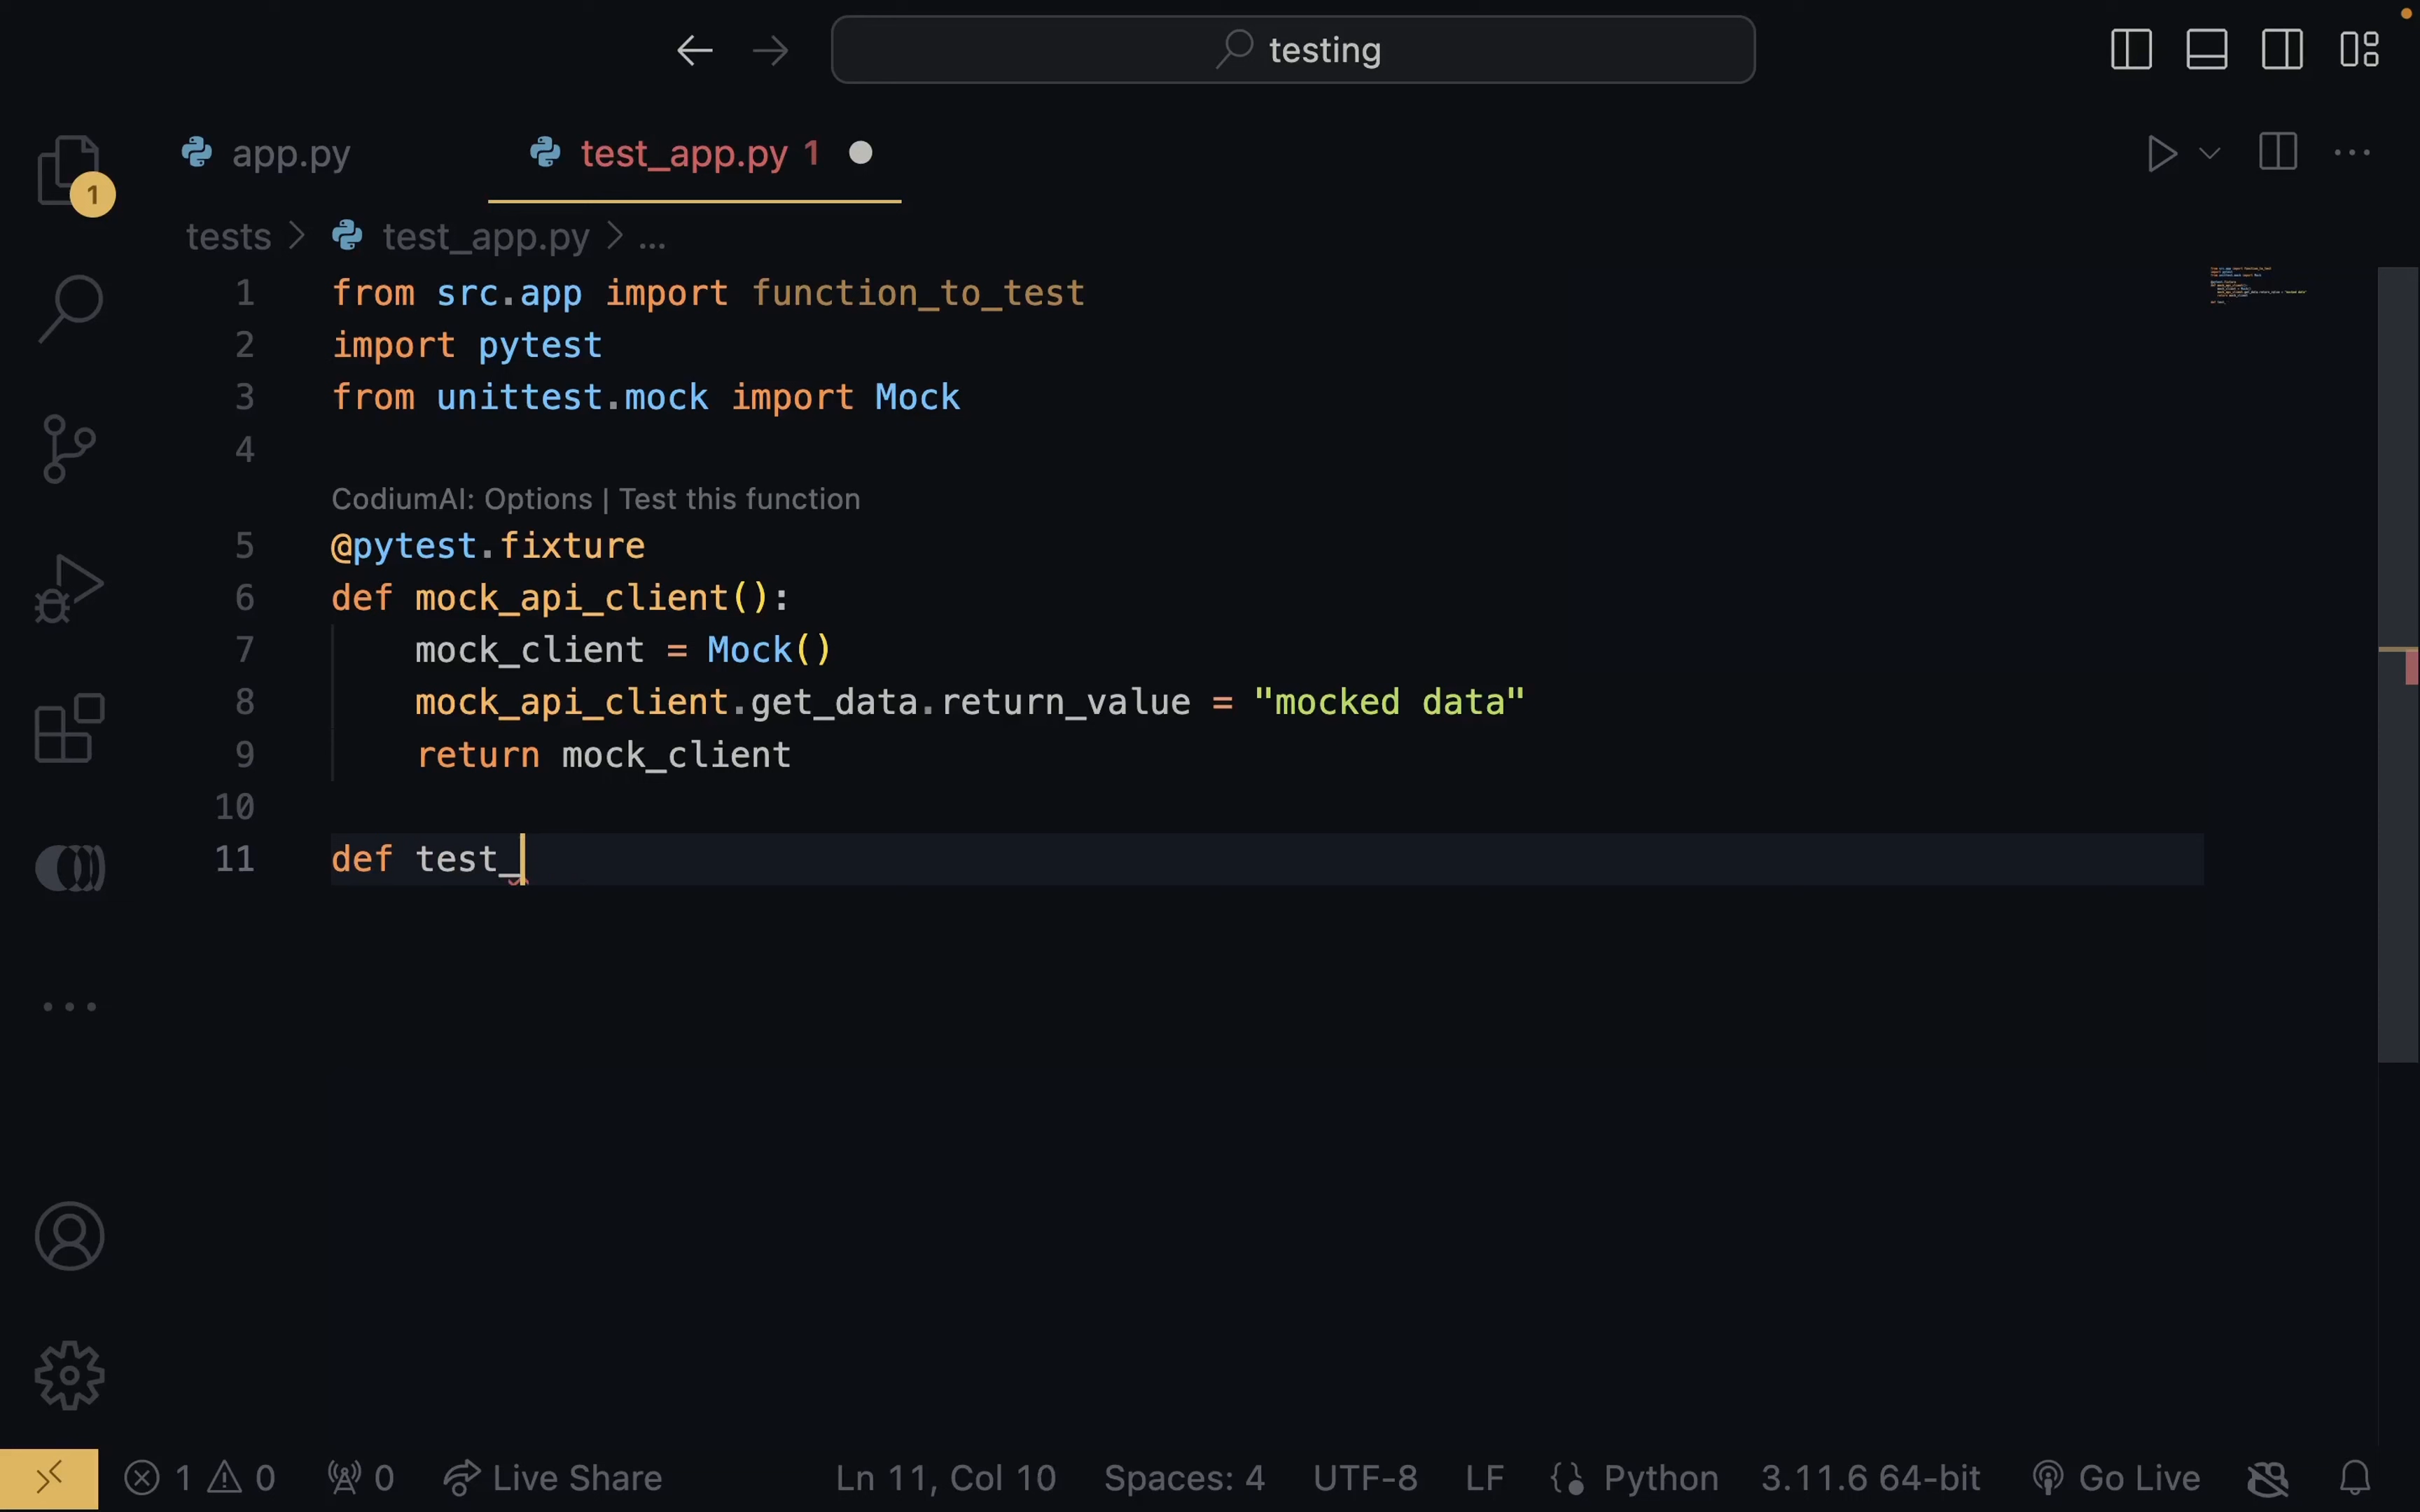 testing
app.py
test_app.py 1
1
tests > test_app.py > ...
1 from src.app import function_to_test
2 import pytest
3 from unittest.mock import Mock
4
CodiumAI: Options | Test this function
5 @pytest.fixture
6 def mock_api_client():
7 mock_client = Mock()
8 mock_api_client.get_data.return_value = "mocked data"
9 return mock_client
10
11 def test_
1 0 0 Live Share Ln 11, Col 10 Spaces: 4 UTF-8 LF Python 3.11.6 64-bit Go Live